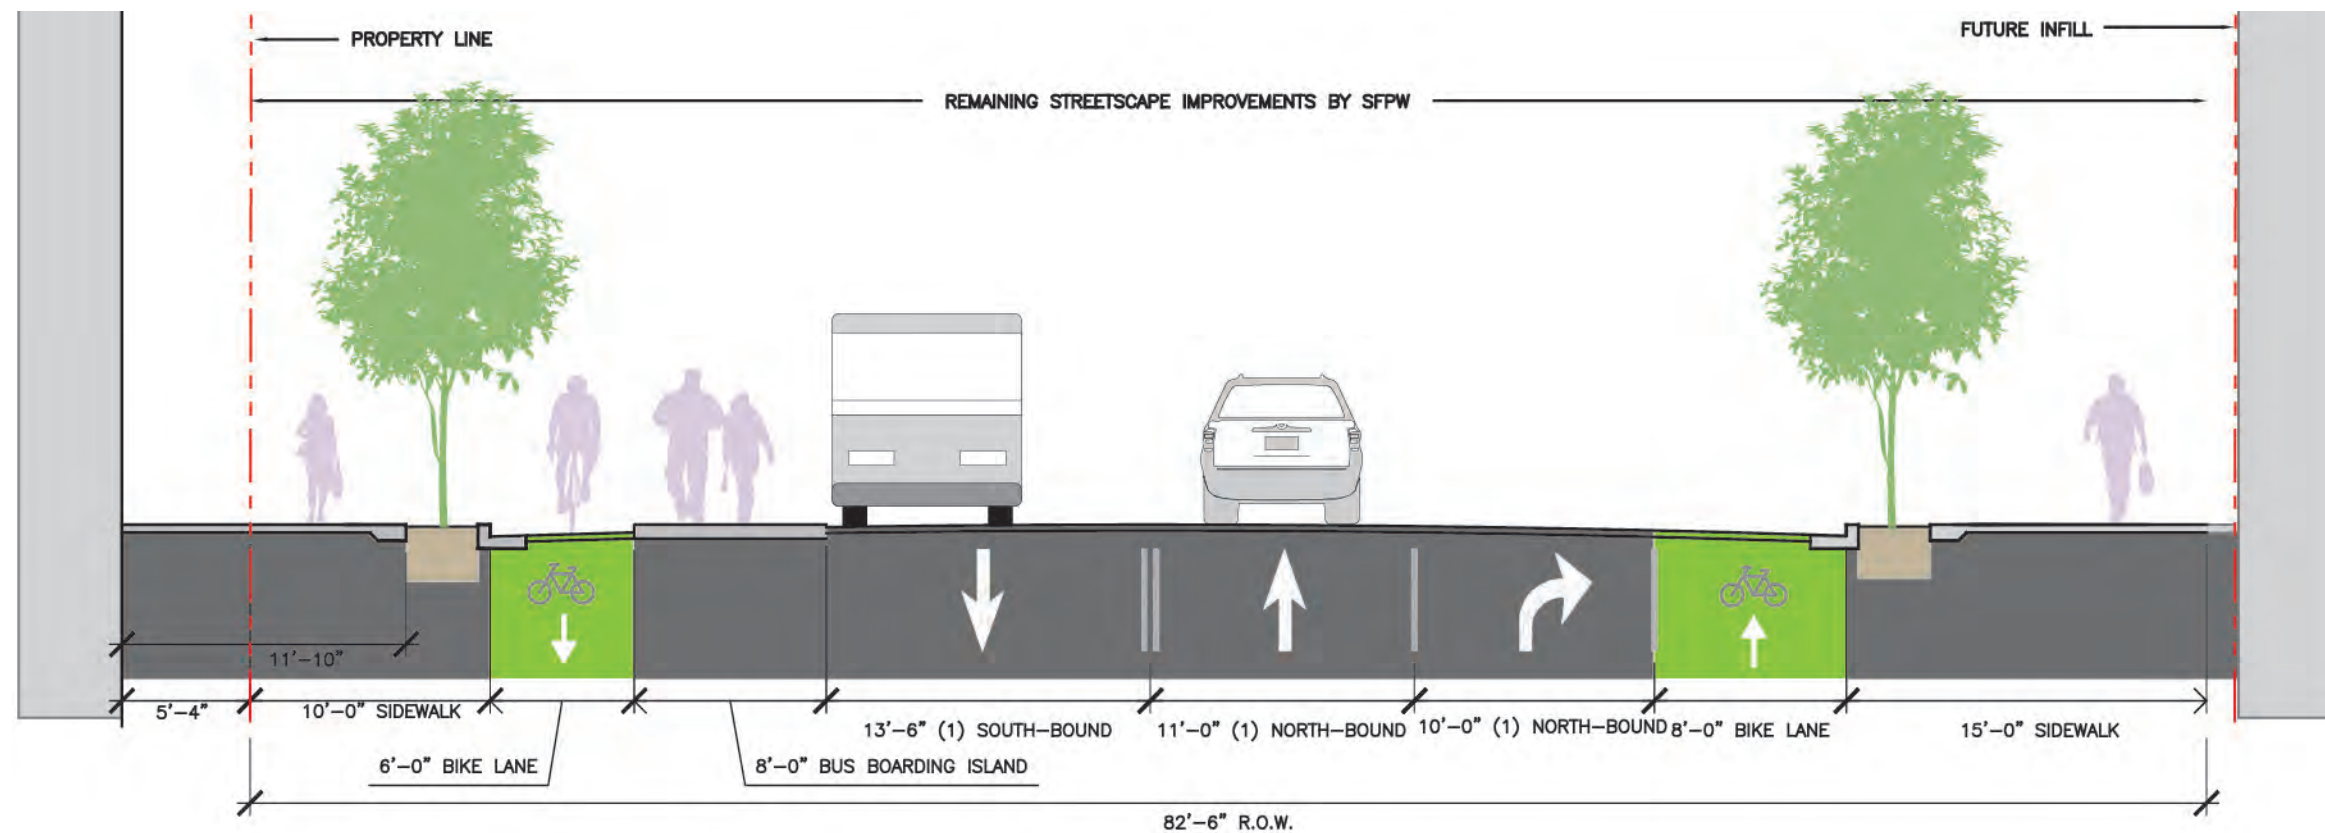 PROPERTY LINE
FUTURE INFILL
REMAINING STREETSCAPE IMPROVEMENTS BY SFPW
11'-10"
5'-4"
10'-0" SIDEWALK
13'-6" (1) SOUTH-BOUND
11'-0" (1) NORTH-BOUND
10'-0" (1) NORTH-BOUND
8'-0" BIKE LANE
15'-0" SIDEWALK
6'-0" BIKE LANE
8'-0" BUS BOARDING ISLAND
82'-6" R.O.W.